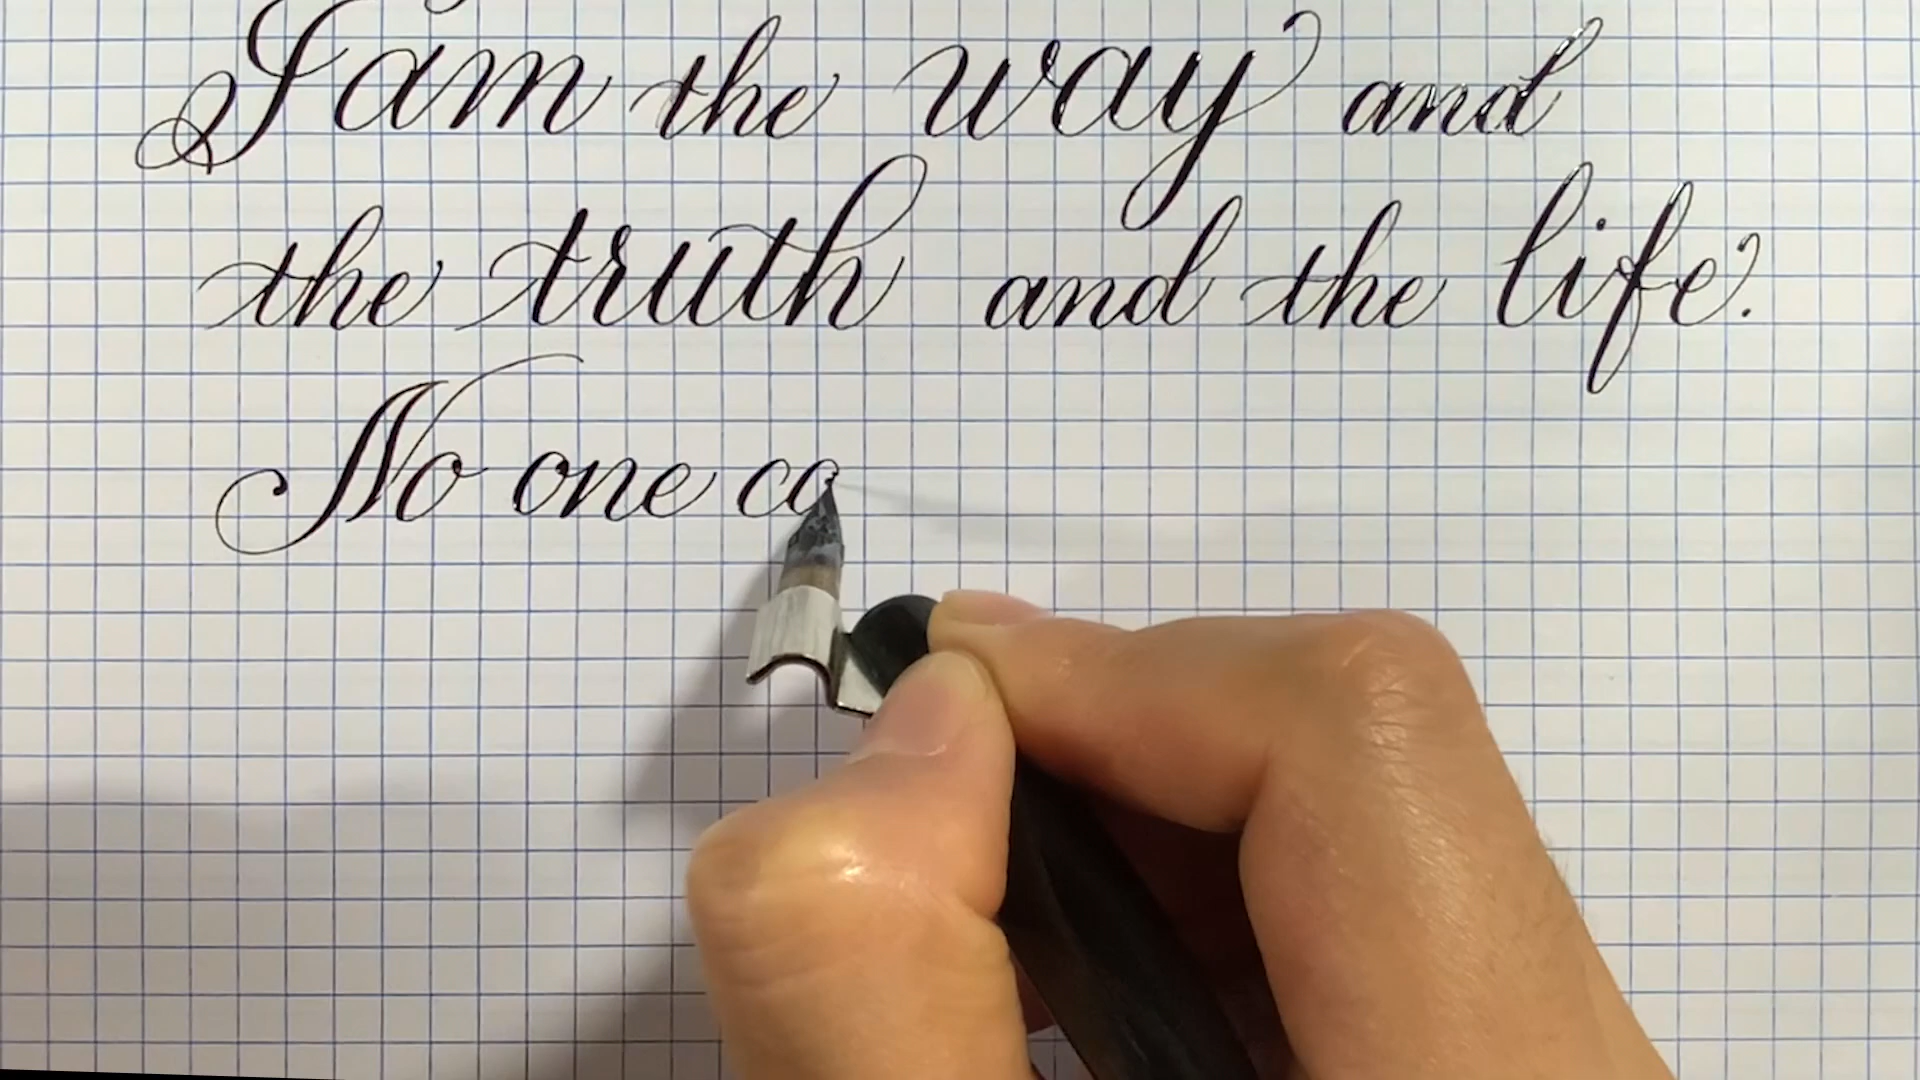 I am the way and
the truth and the life.
No one co